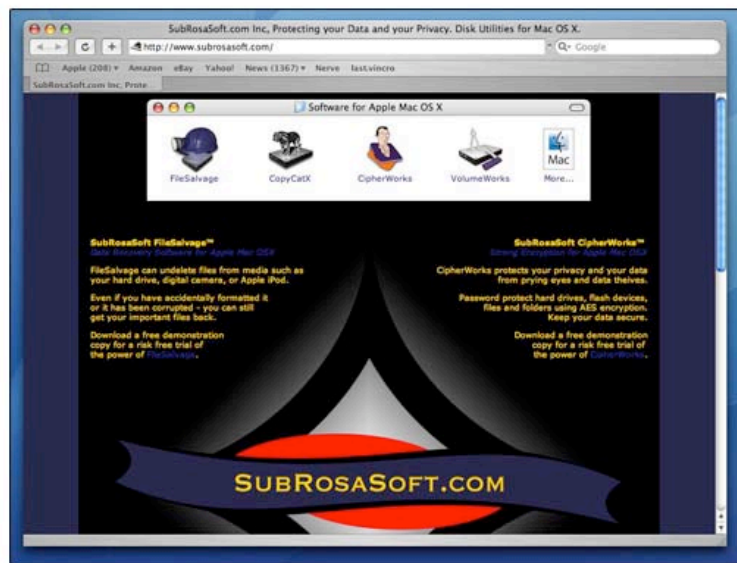 SubRosaSoft.com Inc, Protecting your Data and your Privacy. Disk Utilities for Mac OS X.
http://www.subrosasoft.com/
Q- Google
Apple (208) Amazon eBay Yahoo! News (1367) Nerve last.vincro
SubRosaSoft.com Inc, Prote...
Software for Apple Mac OS X
Mac
FileSalvage CopyCatX CipherWorks VolumeWorks More...
SubRosaSoft FileSalvage™
Data Recovery Software for Apple Mac OSX
FileSalvage can undelete files from media such as
your hard drive, digital camera, or Apple iPod.
Even if you have accidentally formatted it
or it has been corrupted - you can still
get your important files back.
Download a free demonstration
copy for a risk free trial of
the power of FileSalvage.
SubRosaSoft CipherWorks™
Strong Encryption for Apple Mac OSX
CipherWorks protects your privacy and your data
from prying eyes and data theives.
Password protect hard drives, flash devices,
files and folders using AES encryption.
Keep your data secure.
Download a free demonstration
copy for a risk free trial of
the power of CipherWorks.
SUBROSASOFT.COM